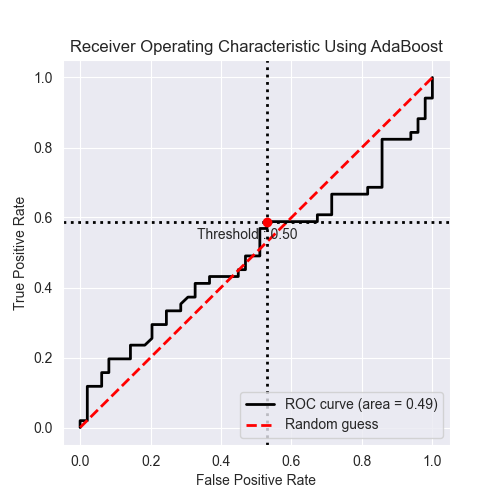 Receiver Operating Characteristic Using AdaBoost
True Positive Rate
1.0
0.8
0.6
0.4
0.2
0.0
Threshold : 0.50
ROC curve (area = 0.49)
Random guess
0.0 0.2 0.4 0.6 0.8 1.0
False Positive Rate